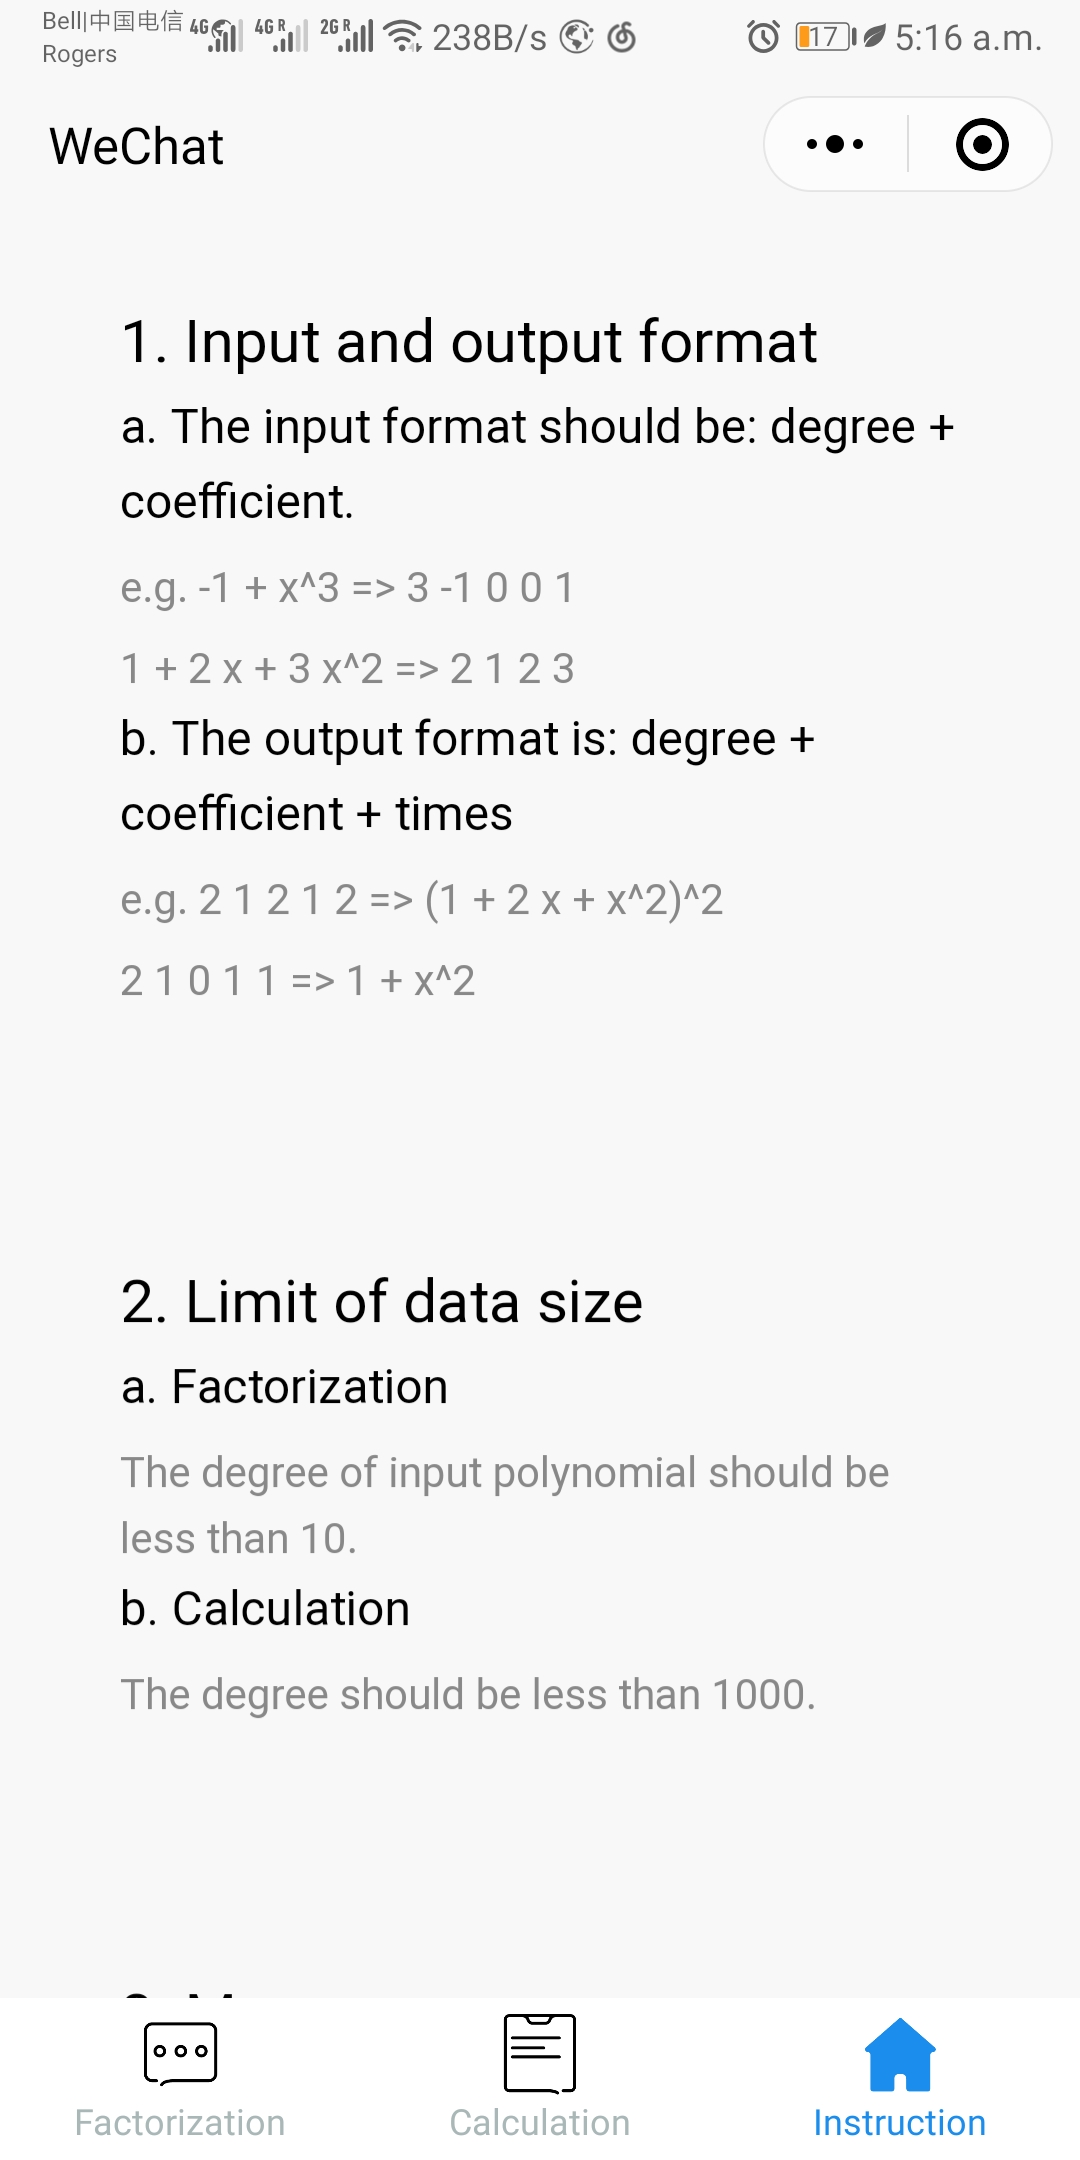 Bell|中国电信 4G 4G R 2G R 238B/s 17 5:16 a.m.
Rogers
WeChat
1. Input and output format
a. The input format should be: degree +
coefficient.
e.g. -1 + x^3 => 3 -1 0 0 1
1 + 2 x + 3 x^2 => 2 1 2 3
b. The output format is: degree +
coefficient + times
e.g. 2 1 2 1 2 => (1 + 2 x + x^2)^2
2 1 0 1 1 => 1 + x^2
2. Limit of data size
a. Factorization
The degree of input polynomial should be
less than 10.
b. Calculation
The degree should be less than 1000.
Factorization Calculation Instruction